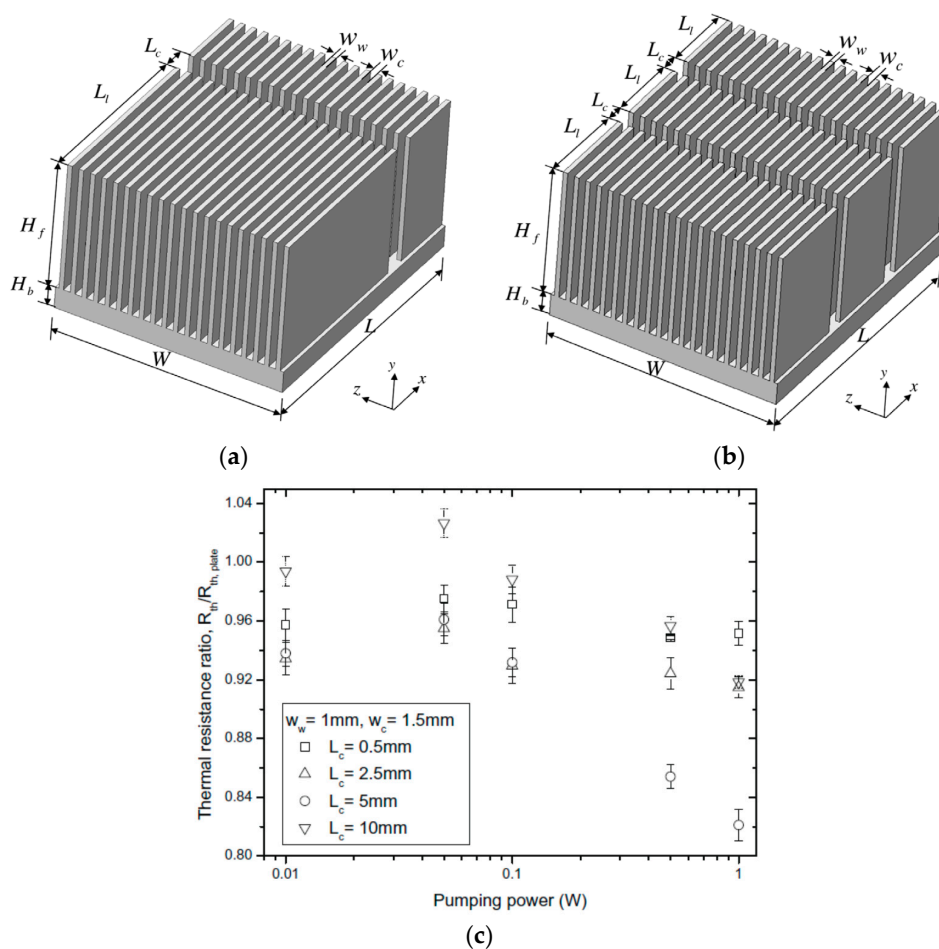 L_c
L_l
w_w
w_c
H_f
H_b
W
L
y
x
z
(a)
L_l
L_c
L_l
L_c
L_l
w_w
w_c
H_f
H_b
W
L
y
x
z
(b)
Thermal resistance ratio, R_th/R_th, plate
1.04
1.00
0.96
0.92
0.88
0.84
0.80
w_w= 1mm, w_c= 1.5mm
L_c= 0.5mm
L_c= 2.5mm
L_c= 5mm
L_c= 10mm
0.01 0.1 1
Pumping power (W)
(c)